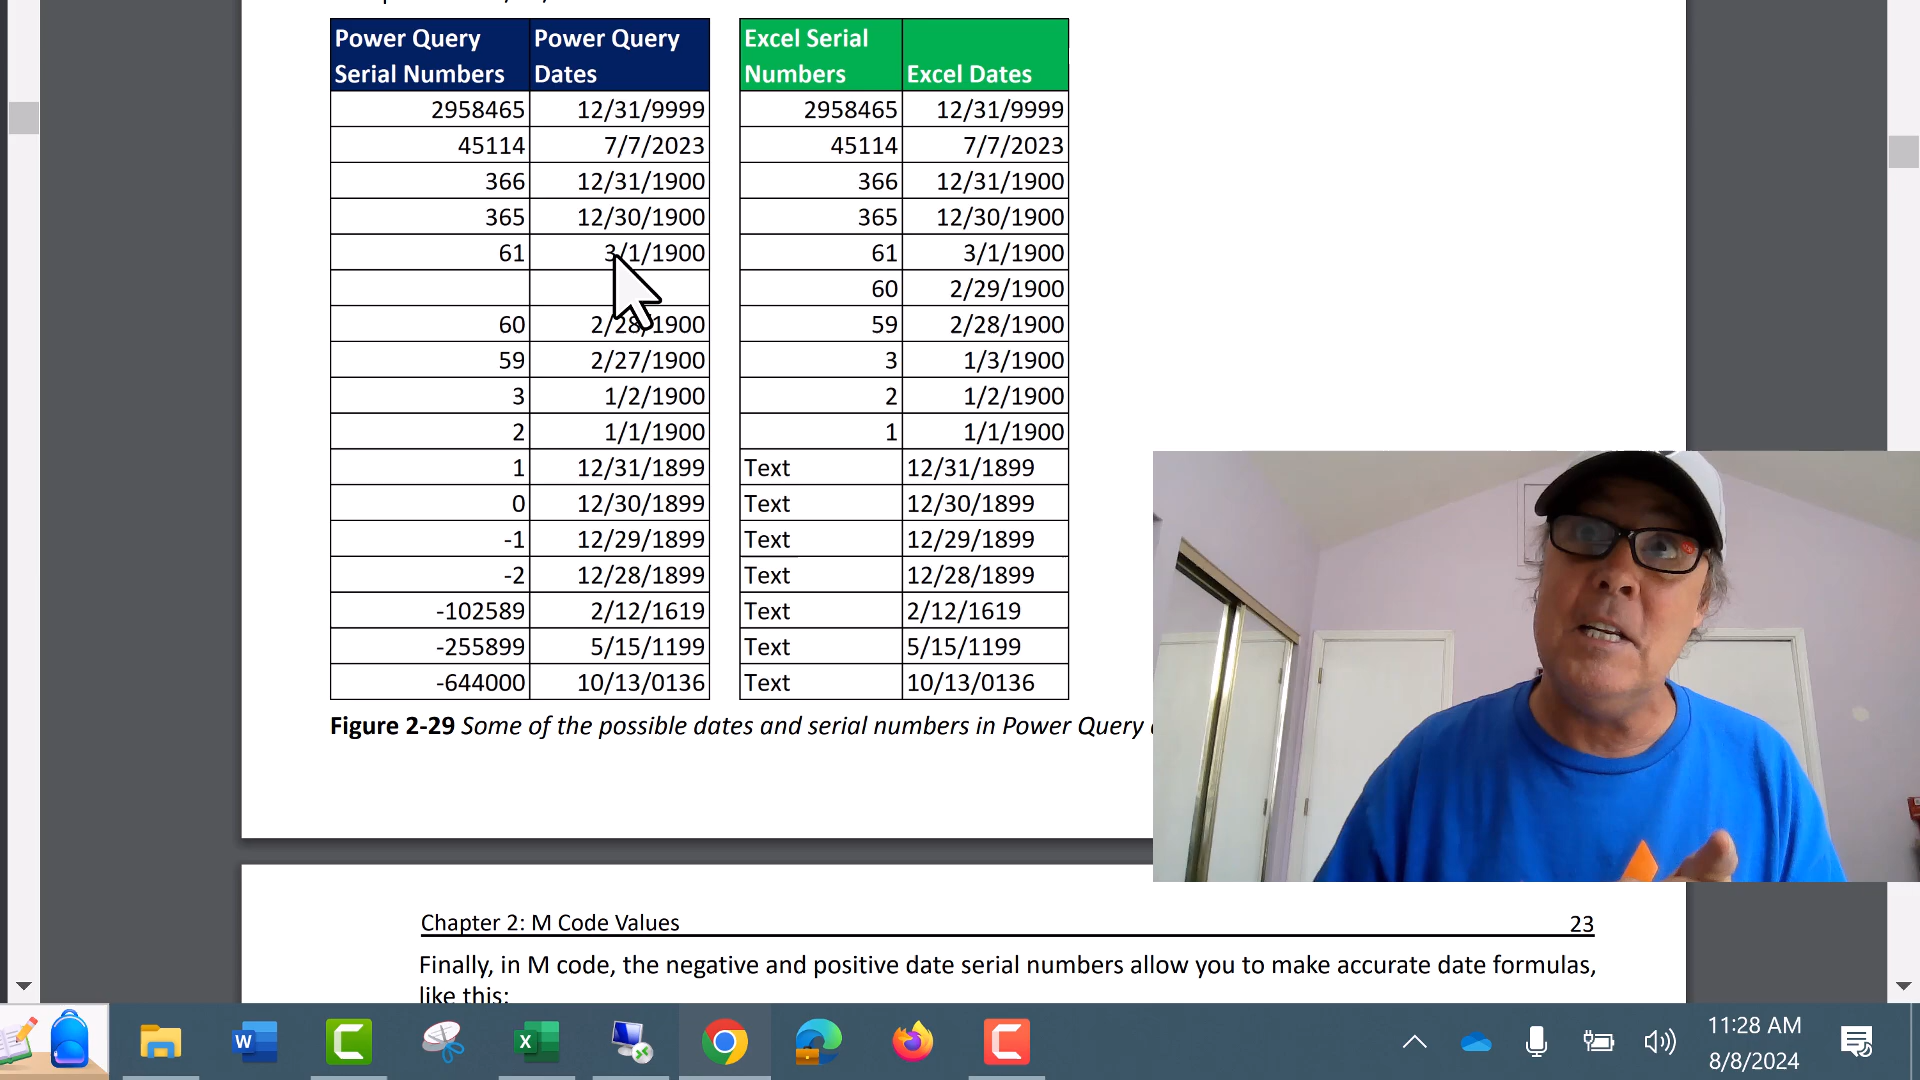 Power Query Serial Numbers | Power Query Dates | Excel Serial Numbers | Excel Dates
2958465 | 12/31/9999 | 2958465 | 12/31/9999
45114 | 7/7/2023 | 45114 | 7/7/2023
366 | 12/31/1900 | 366 | 12/31/1900
365 | 12/30/1900 | 365 | 12/30/1900
61 | 3/1/1900 | 61 | 3/1/1900
60 | 2/29/1900
60 | 2/28/1900 | 59 | 2/28/1900
59 | 2/27/1900 | 3 | 1/3/1900
3 | 1/2/1900 | 2 | 1/2/1900
2 | 1/1/1900 | 1 | 1/1/1900
1 | 12/31/1899 | Text | 12/31/1899
0 | 12/30/1899 | Text | 12/30/1899
-1 | 12/29/1899 | Text | 12/29/1899
-2 | 12/28/1899 | Text | 12/28/1899
-102589 | 2/12/1619 | Text | 2/12/1619
-255899 | 5/15/1199 | Text | 5/15/1199
-644000 | 10/13/0136 | Text | 10/13/0136
Figure 2-29 Some of the possible dates and serial numbers in Power Query
Chapter 2: M Code Values 23
Finally, in M code, the negative and positive date serial numbers allow you to make accurate date formulas,
like this:
11:28 AM
8/8/2024